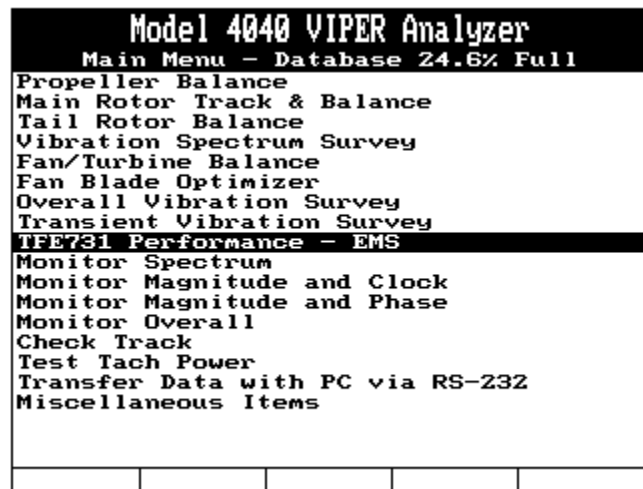 Model 4040 VIPER Analyzer
Main Menu - Database 24.6% Full
Propeller Balance
Main Rotor Track & Balance
Tail Rotor Balance
Vibration Spectrum Survey
Fan/Turbine Balance
Fan Blade Optimizer
Overall Vibration Survey
Transient Vibration Survey
TFE731 Performance - EMS
Monitor Spectrum
Monitor Magnitude and Clock
Monitor Magnitude and Phase
Monitor Overall
Check Track
Test Tach Power
Transfer Data with PC via RS-232
Miscellaneous Items